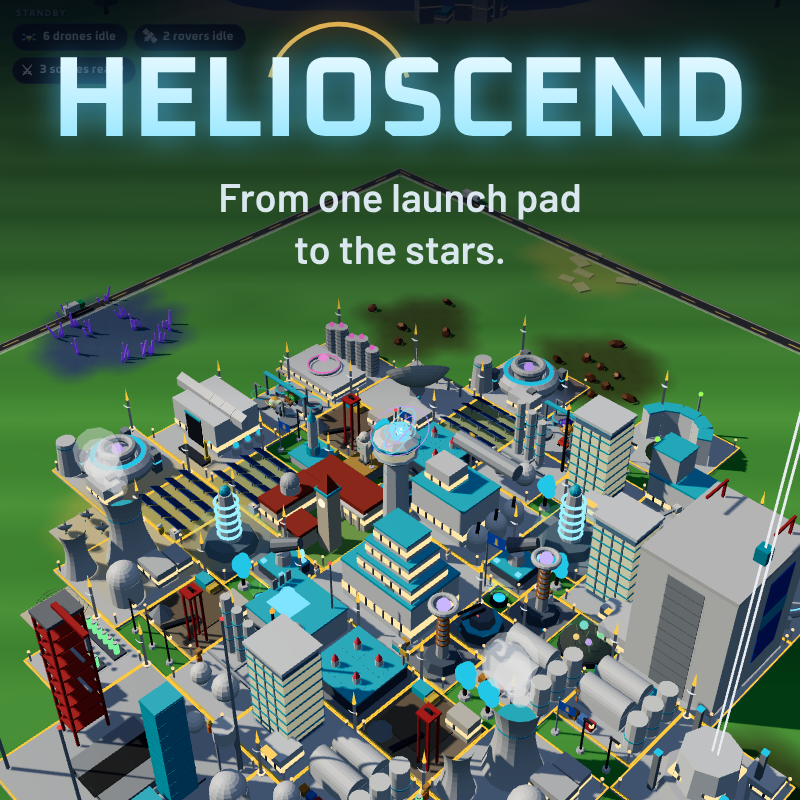 STANDBY
6 drones idle
2 rovers idle
HELIOSCEND
From one launch pad
to the stars.